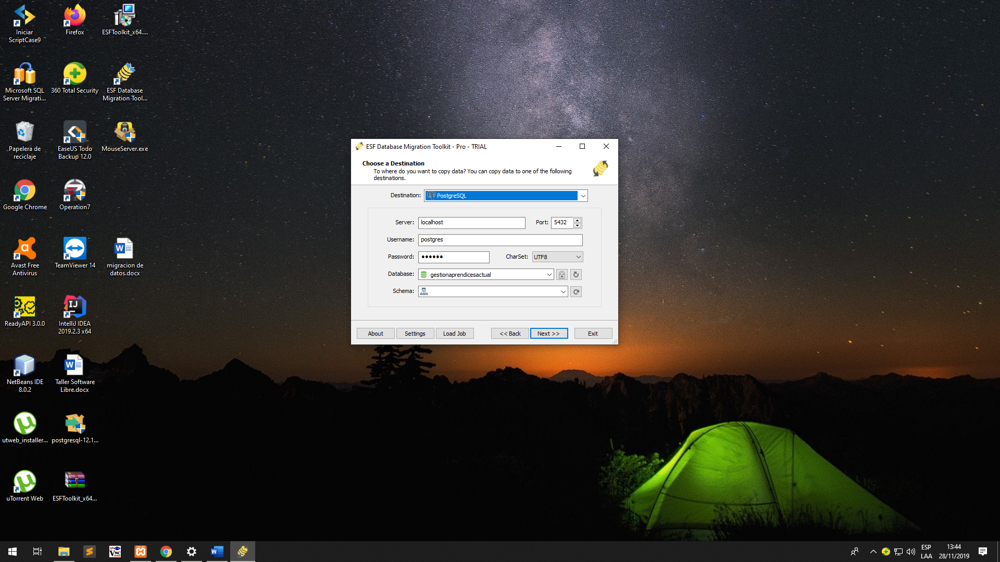 Iniciar
ScriptCase9
Firefox
ESFToolkit_x64....
Microsoft SQL
Server Migrati...
360 Total Security
ESF Database
Migration Tool...
Papelera de
reciclaje
EaseUS Todo
Backup 12.0
MouseServer.exe
Google Chrome
Operation7
Avast Free
Antivirus
TeamViewer 14
migracion de
datos.docx
ReadyAPI 3.0.0
IntelliJ IDEA
2019.2.3 x64
NetBeans IDE
8.0.2
Taller Software
Libre.docx
utweb_installer...
postgresql-12.1...
uTorrent Web
ESFToolkit_x64...
ESF Database Migration Toolkit - Pro - TRIAL
Choose a Destination
To where do you want to copy data? You can copy data to one of the following
destinations.
Destination: PostgreSQL
Server: localhost Port: 5432
Username: postgres
Password: ●●●●●● CharSet: UTF8
Database: gestionaprendicesactual
Schema:
About Settings Load Job << Back Next >> Exit
ESP
LAA
13:44
28/11/2019